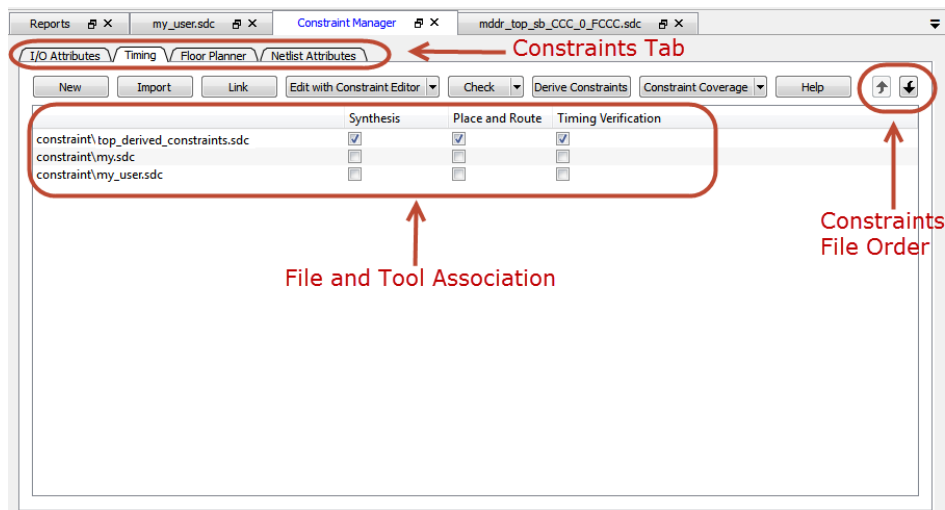 Reports my_user.sdc Constraint Manager mddr_top_sb_CCC_0_FCCC.sdc
Constraints Tab
I/O Attributes Timing Floor Planner Netlist Attributes
New Import Link Edit with Constraint Editor Check Derive Constraints Constraint Coverage Help
Synthesis Place and Route Timing Verification
constraint\top_derived_constraints.sdc
constraint\my.sdc
constraint\my_user.sdc
Constraints
File Order
File and Tool Association